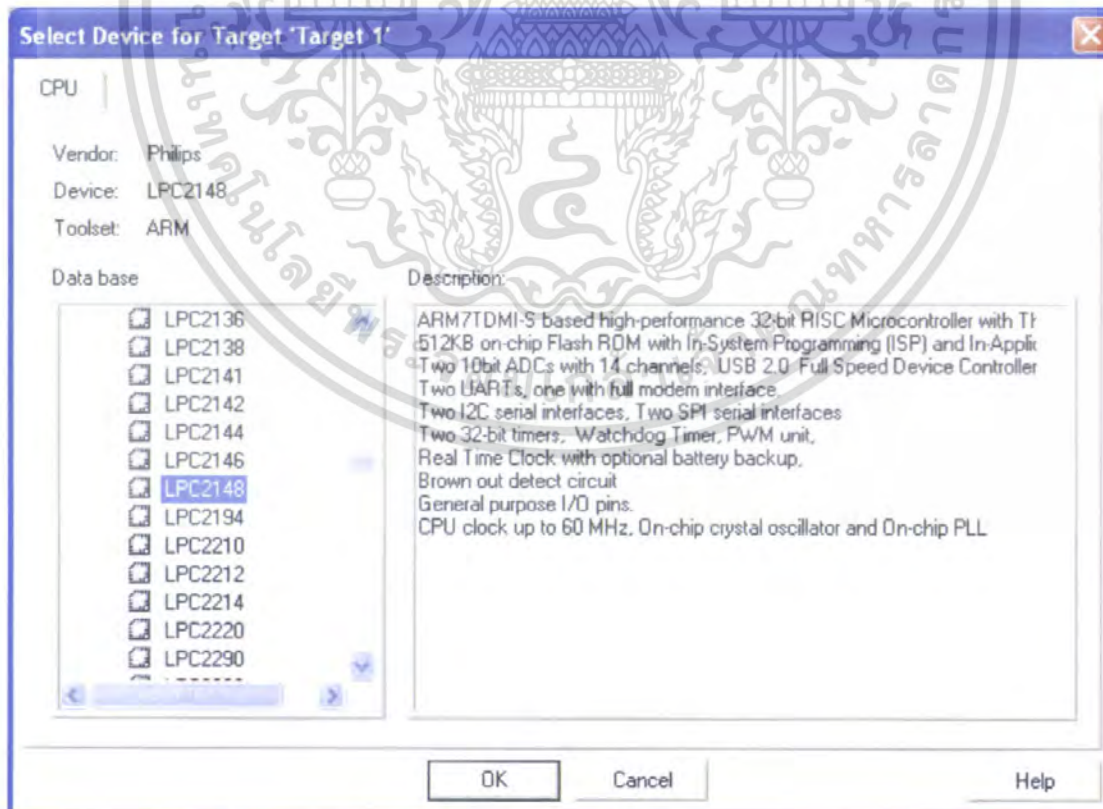 Select Device for Target 'Target 1'
CPU
Vendor: Philips
Device: LPC2148
Toolset: ARM
Data base
LPC2136
LPC2138
LPC2141
LPC2142
LPC2144
LPC2146
LPC2148
LPC2194
LPC2210
LPC2212
LPC2214
LPC2220
LPC2290
Description:
ARM7TDMI-S based high-performance 32-bit RISC Microcontroller with Th
512KB on-chip Flash ROM with In-System Programming (ISP) and In-Applic
Two 10bit ADCs with 14 channels, USB 2.0 Full Speed Device Controller
Two UARTs, one with full modem interface
Two I2C serial interfaces, Two SPI serial interfaces
Two 32-bit timers, Watchdog Timer, PWM unit,
Real Time Clock with optional battery backup,
Brown out detect circuit
General purpose I/O pins.
CPU clock up to 60 MHz, On-chip crystal oscillator and On-chip PLL
OK
Cancel
Help